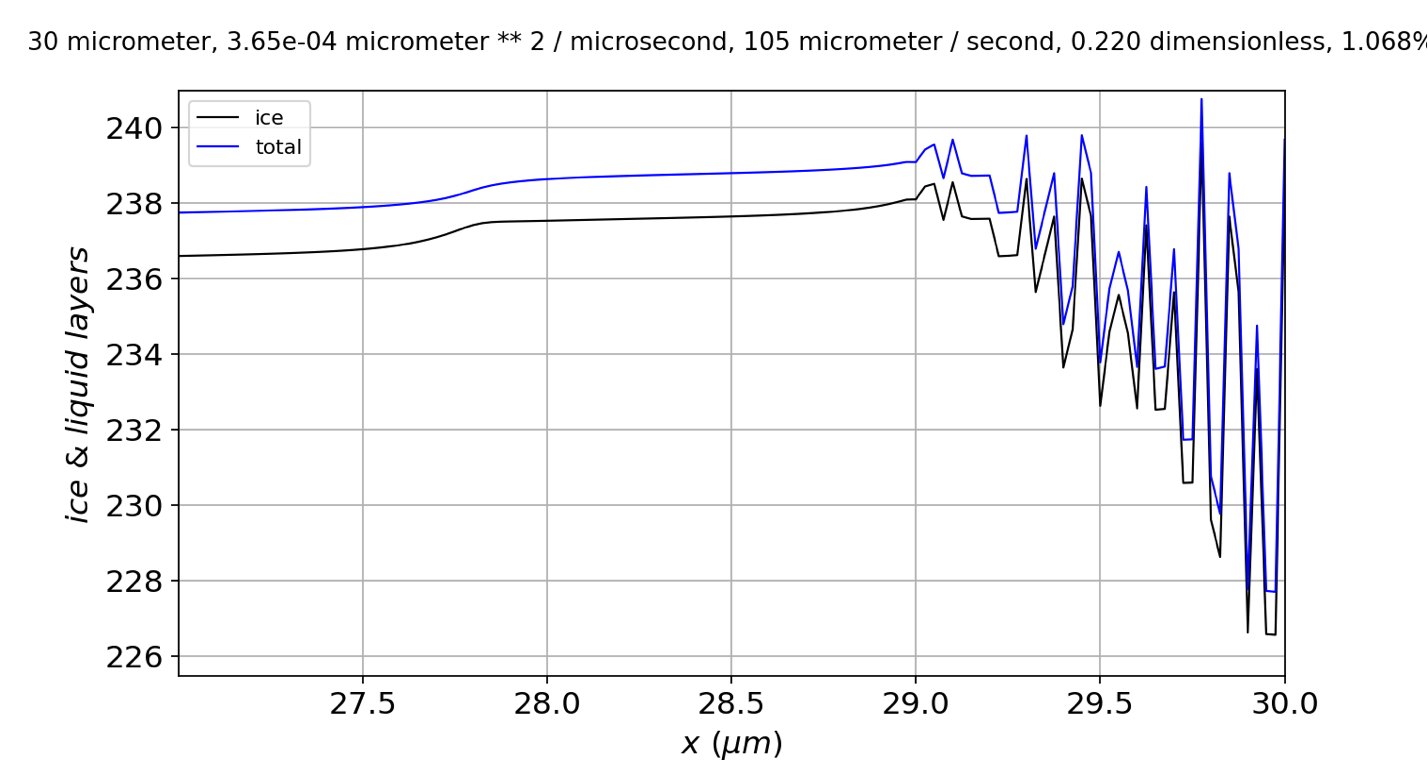 30 micrometer, 3.65e-04 micrometer ** 2 / microsecond, 105 micrometer / second, 0.220 dimensionless, 1.068%
ice
total
240
238
236
234
232
230
228
226
ice & liquid layers
27.5 28.0 28.5 29.0 29.5 30.0
x (μm)